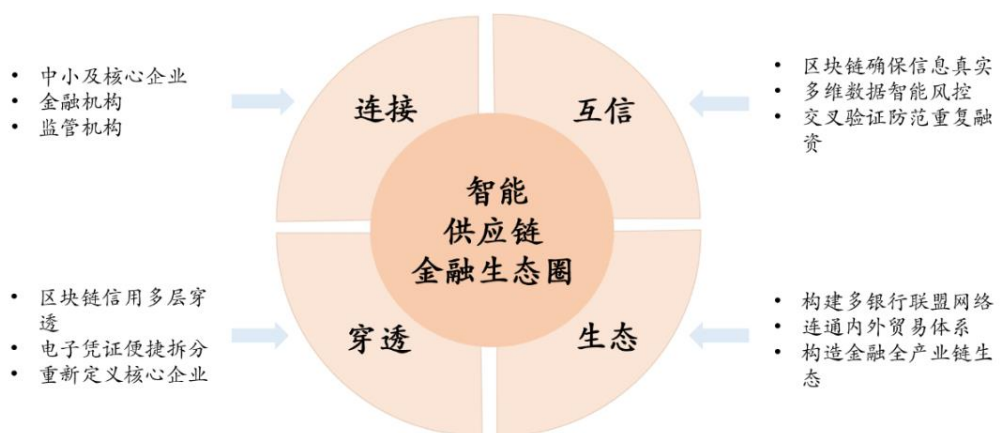 • 中小及核心企业
• 金融机构
• 监管机构
连接
互信
• 区块链确保信息真实
• 多维数据智能风控
• 交叉验证防范重复融
资
智能
供应链
金融生态圈
• 区块链信用多层穿
透
• 电子凭证便捷拆分
• 重新定义核心企业
穿透
生态
• 构建多银行联盟网络
• 连通内外贸易体系
• 构造金融全产业链生
态